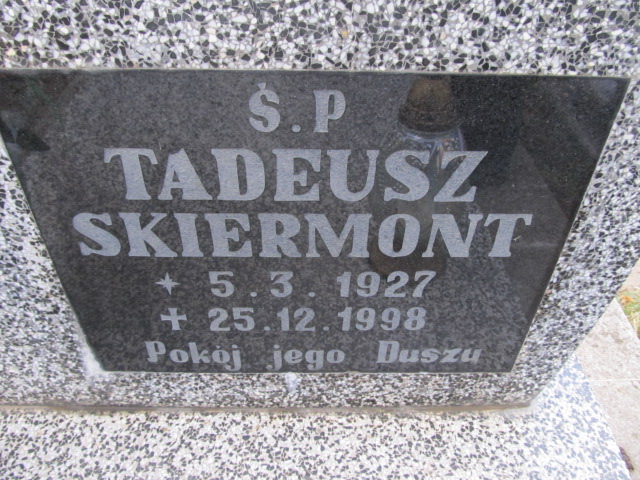 Ś.P
TADEUSZ
SKIERMONT
* 5.3.1927
+ 25.12.1998
Pokój jego Duszy